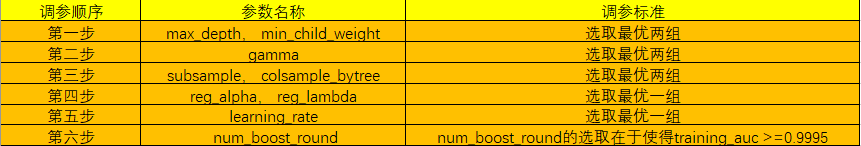 调参顺序 参数名称 调参标准
第一步 max_depth， min_child_weight 选取最优两组
第二步 gamma 选取最优两组
第三步 subsample， colsample_bytree 选取最优两组
第四步 reg_alpha， reg_lambda 选取最优一组
第五步 learning_rate 选取最优一组
第六步 num_boost_round num_boost_round的选取在于使得training_auc >=0.9995